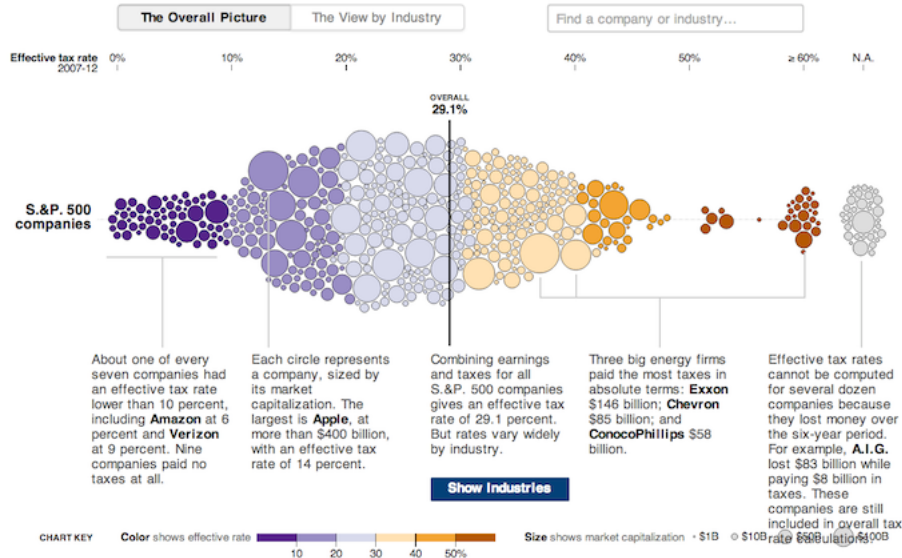 The Overall Picture
The View by Industry
Find a company or industry...
Effective tax rate
2007-12
0%
10%
20%
30%
40%
50%
≥ 60%
N.A.
OVERALL
29.1%
S.&P. 500
companies
About one of every
seven companies had
an effective tax rate
lower than 10 percent,
including Amazon at 6
percent and Verizon
at 9 percent. Nine
companies paid no
taxes at all.
Each circle represents
a company, sized by
its market
capitalization. The
largest is Apple, at
more than $400 billion,
with an effective tax
rate of 14 percent.
Combining earnings
and taxes for all
S.&P. 500 companies
gives an effective tax
rate of 29.1 percent.
But rates vary widely
by industry.
Show Industries
Three big energy firms
paid the most taxes in
absolute terms: Exxon
$146 billion; Chevron
$85 billion; and
ConocoPhillips $58
billion.
Effective tax rates
cannot be computed
for several dozen
companies because
they lost money over
the six-year period.
For example, A.I.G.
lost $83 billion while
paying $8 billion in
taxes. These
companies are still
included in overall tax
rate calculations.
CHART KEY
Color shows effective rate
10
20
30
40
50%
Size shows market capitalization
$1B
$10B
$50B
$100B